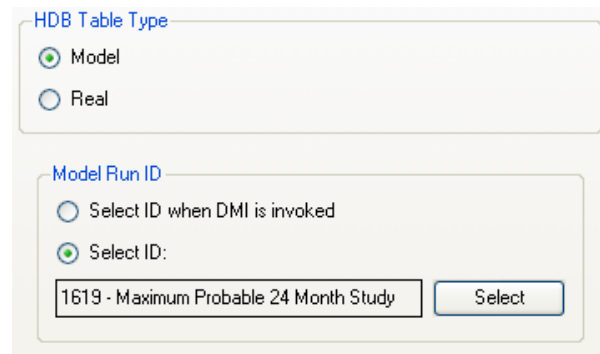 HDB Table Type
Model
Real
Model Run ID
Select ID when DMI is invoked
Select ID:
1619 - Maximum Probable 24 Month Study Select